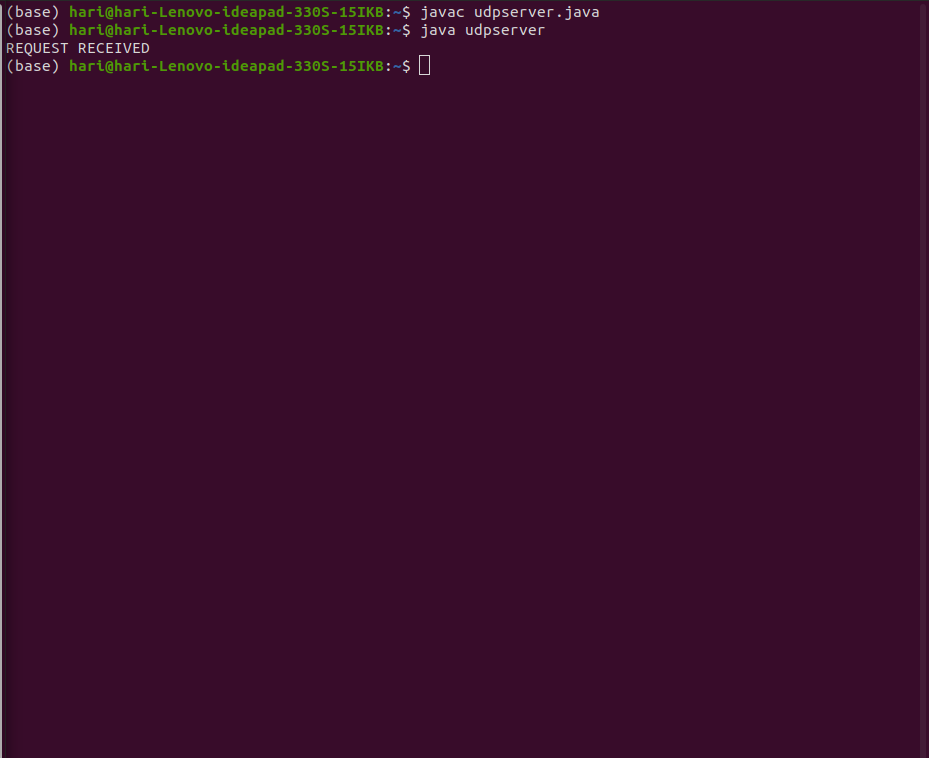 (base) hari@hari-Lenovo-ideapad-330S-15IKB:~$ javac udpserver.java
(base) hari@hari-Lenovo-ideapad-330S-15IKB:~$ java udpserver
REQUEST RECEIVED
(base) hari@hari-Lenovo-ideapad-330S-15IKB:~$